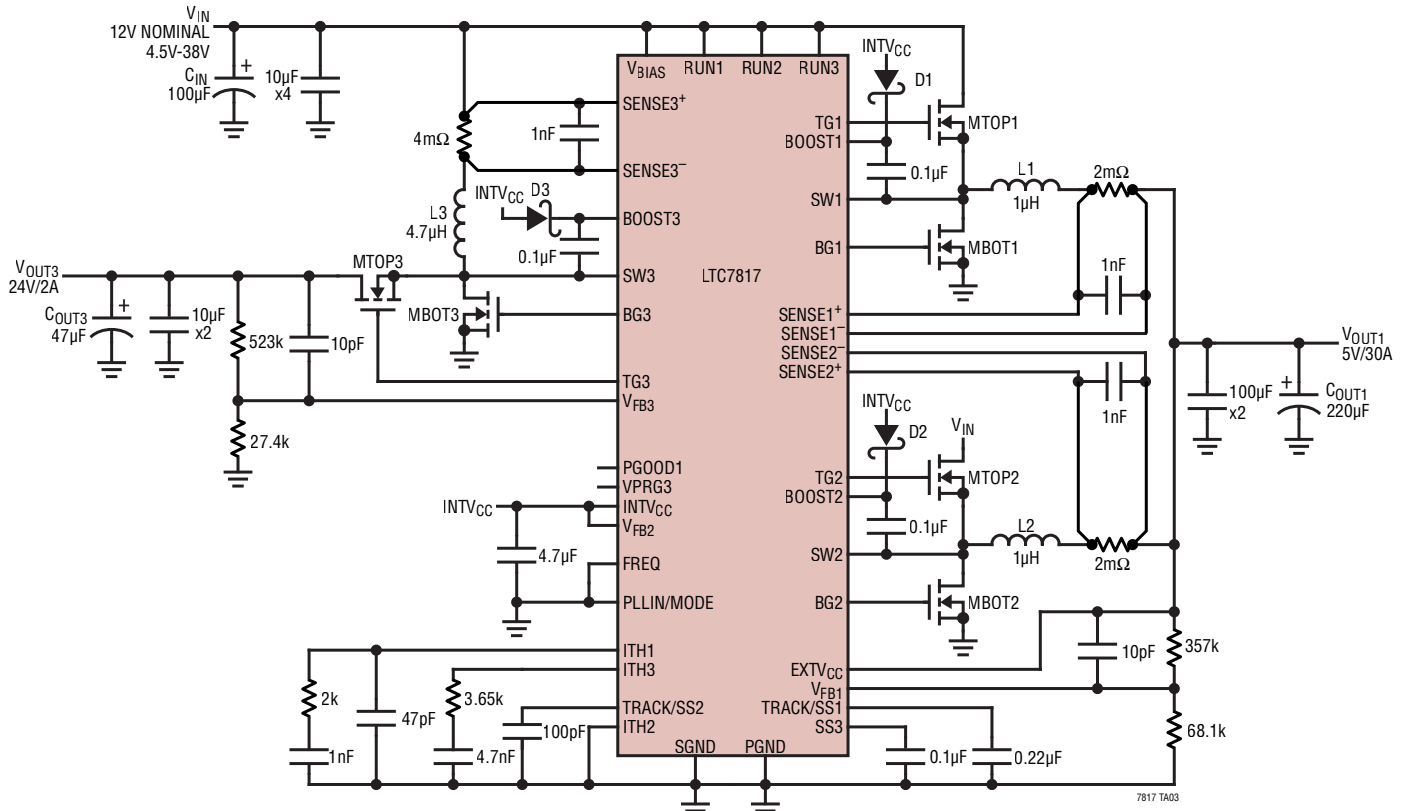 VIN
12V NOMINAL
4.5V-38V
CIN
100µF
+
10µF
x4
4mΩ
1nF
L3
4.7µH
INTVCC
D3
0.1µF
VOUT3
24V/2A
MTOP3
MBOT3
COUT3
47µF
+
10µF
x2
523k
10pF
27.4k
INTVCC
4.7µF
2k
1nF
47pF
3.65k
4.7nF
100pF
VBIAS
RUN1
RUN2
RUN3
SENSE3+
SENSE3–
BOOST3
SW3
BG3
TG3
VFB3
PGOOD1
VPRG3
INTVCC
VFB2
FREQ
PLLIN/MODE
ITH1
ITH3
TRACK/SS2
ITH2
SGND
PGND
LTC7817
TG1
BOOST1
SW1
BG1
SENSE1+
SENSE1–
SENSE2–
SENSE2+
TG2
BOOST2
SW2
BG2
EXTVCC
VFB1
TRACK/SS1
SS3
INTVCC
D1
MTOP1
0.1µF
L1
1µH
2mΩ
MBOT1
1nF
1nF
INTVCC
D2
VIN
MTOP2
0.1µF
L2
1µH
2mΩ
MBOT2
VOUT1
5V/30A
100µF
x2
+
COUT1
220µF
10pF
357k
68.1k
0.1µF
0.22µF
7817 TA03